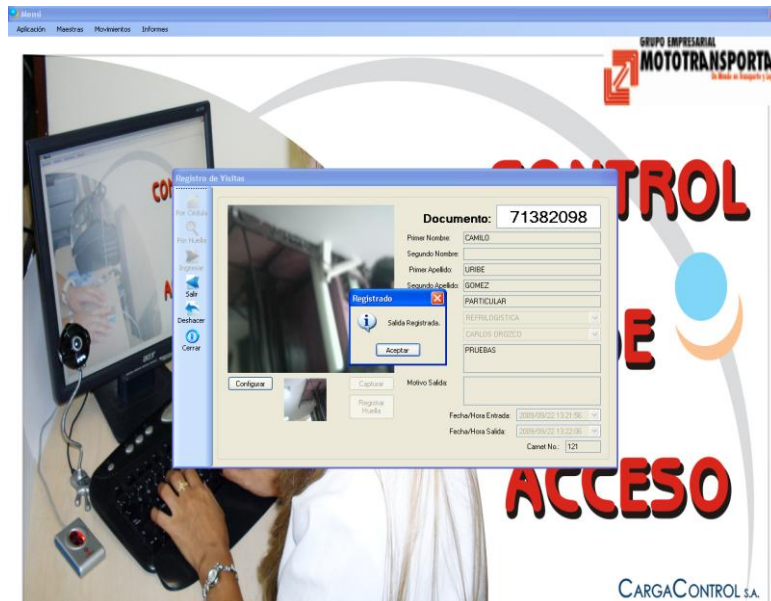 Menú
Aplicación Maestras Movimientos Informes
GRUPO EMPRESARIAL
MOTOTRANSPORTA
CONTROL
DE
ACCESO
CARGACONTROL S.A.
Registro de Visitas
Por Cédula
Por Huella
Ingresar
Salir
Deshacer
Cerrar
Documento: 71382098
Primer Nombre: CAMILO
Segundo Nombre:
Primer Apellido: URIBE
Segundo Apellido: GOMEZ
PARTICULAR
REFRILOGISTICA
CARLOS OROZCO
PRUEBAS
Registrado
Salida Registrada.
Aceptar
Configurar
Capturar
Registrar
Huella
Motivo Salida:
Fecha/Hora Entrada: 2009/09/22 13:21:56
Fecha/Hora Salida: 2009/09/22 13:22:06
Carnet No.: 121